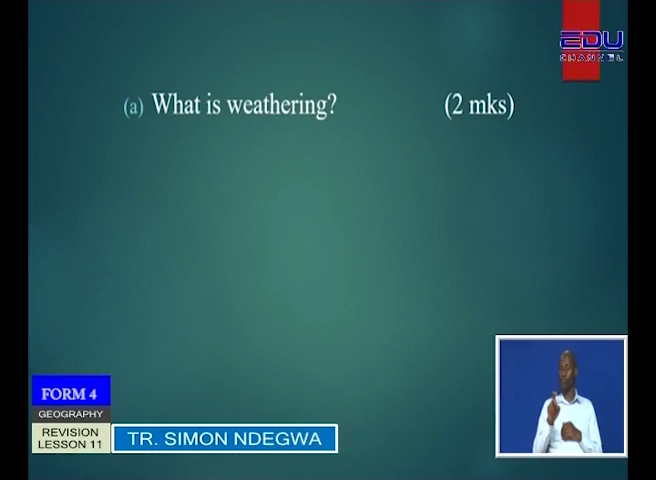 EDU
CHANNEL
(a) What is weathering? (2 mks)
FORM 4
GEOGRAPHY
REVISION
LESSON 11
TR. SIMON NDEGWA